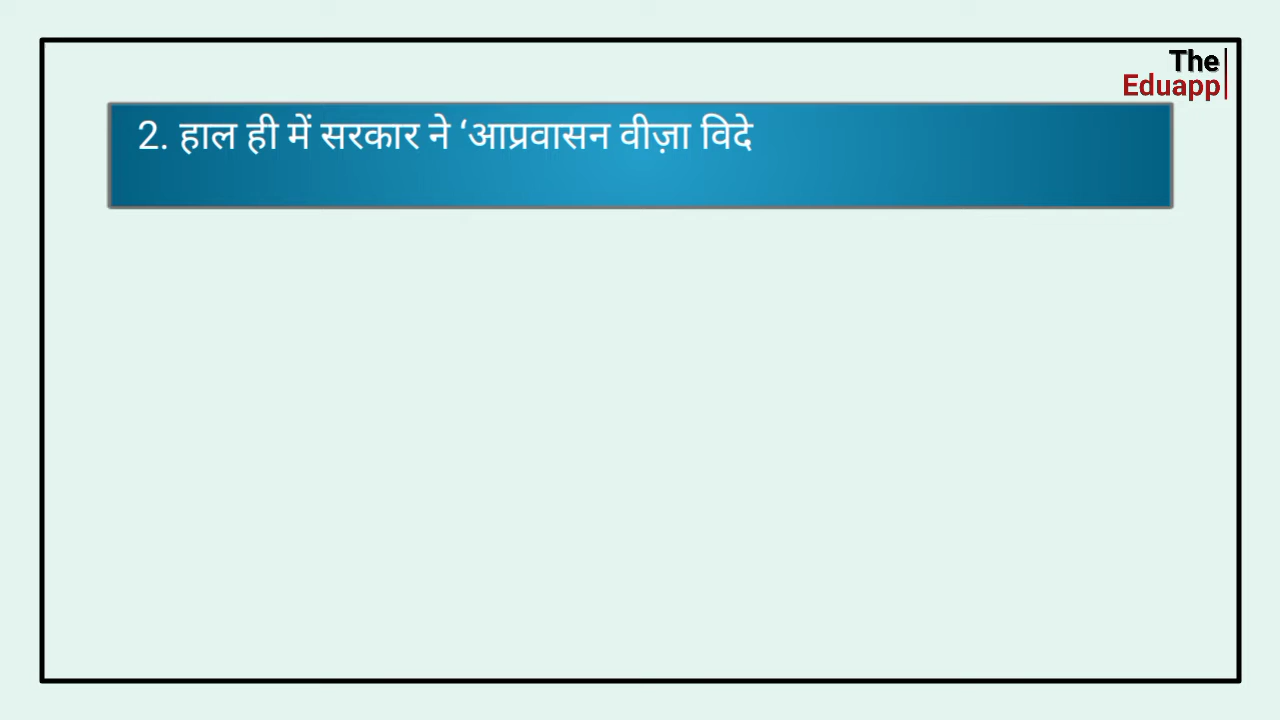 The
Eduapp
2. हाल ही में सरकार ने ‘आप्रवासन वीज़ा विदे